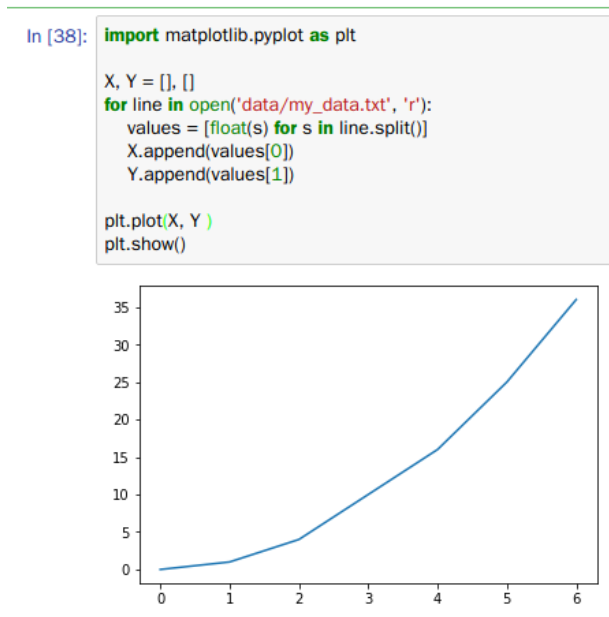 In [38]: import matplotlib.pyplot as plt
X, Y = [], []
for line in open('data/my_data.txt', 'r'):
values = [float(s) for s in line.split()]
X.append(values[0])
Y.append(values[1])
plt.plot(X, Y )
plt.show()
35
30
25
20
15
10
5
0
0 1 2 3 4 5 6